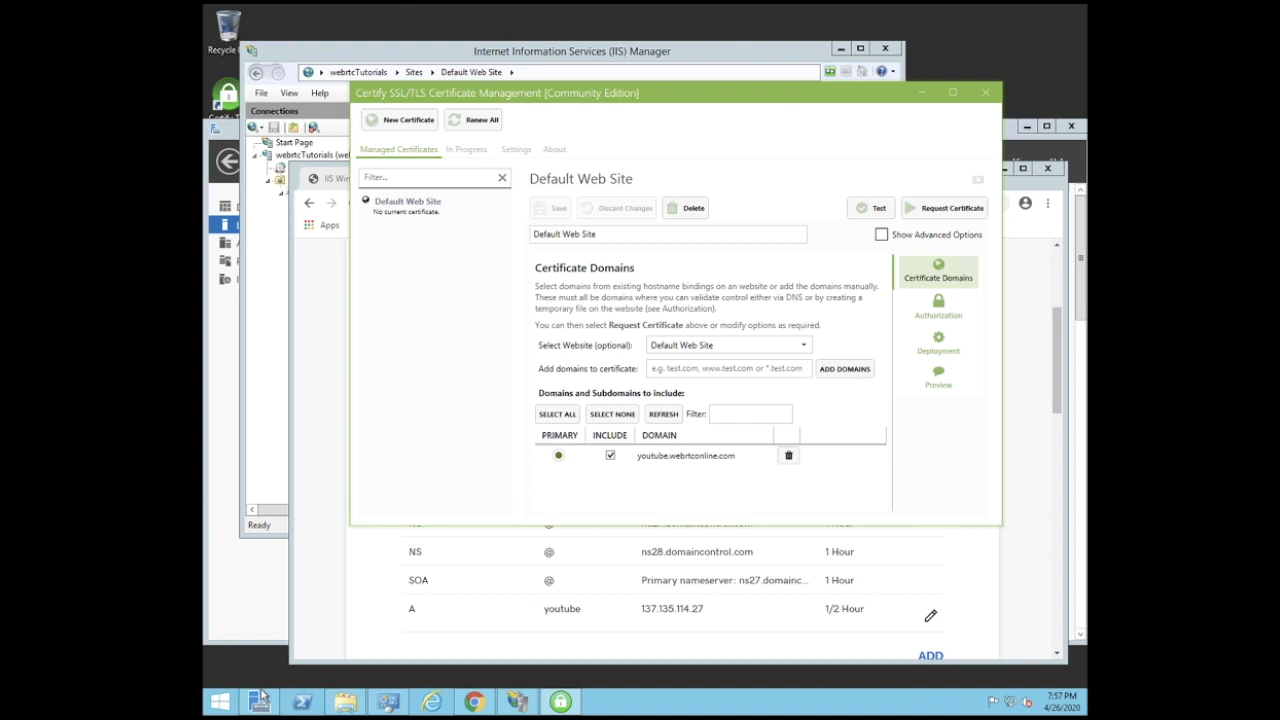 Recycle
Internet Information Services (IIS) Manager
webrtcTutorials
Sites
Default Web Site
File
View
Help
Connections
Start Page
webrtcTutorials (we
Certify SSL/TLS Certificate Management [Community Edition]
New Certificate
Renew All
Managed Certificates
In Progress
Settings
About
Filter...
Default Web Site
No current certificate.
Default Web Site
Save
Discard Changes
Delete
Test
Request Certificate
Default Web Site
Show Advanced Options
Certificate Domains
Select domains from existing hostname bindings on an website or add the domains manually.
These must all be domains where you can validate control either via DNS or by creating a
temporary file on the website (see Authorization).
You can then select Request Certificate above or modify options as required.
Select Website (optional):
Default Web Site
Add domains to certificate:
e.g. test.com, www.test.com or *.test.com
ADD DOMAINS
Domains and Subdomains to include:
SELECT ALL
SELECT NONE
REFRESH
Filter:
PRIMARY
INCLUDE
DOMAIN
youtube.webrtconline.com
Certificate Domains
Authorization
Deployment
Preview
IIS Win
Apps
Ready
NS
@
ns28.domaincontrol.com
1 Hour
SOA
@
Primary nameserver: ns27.domainc...
1 Hour
A
youtube
137.135.114.27
1/2 Hour
ADD
7:57 PM
4/26/2020